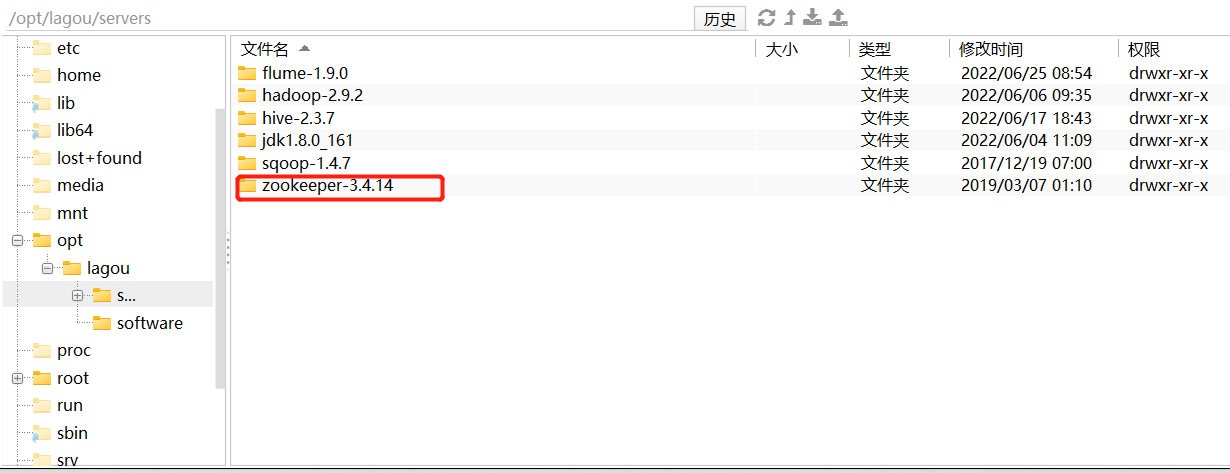 /opt/lagou/servers 历史
etc
home
lib
lib64
lost+found
media
mnt
opt
lagou
s...
software
proc
root
run
sbin
srv
文件名 大小 类型 修改时间 权限
flume-1.9.0 文件夹 2022/06/25 08:54 drwxr-xr-x
hadoop-2.9.2 文件夹 2022/06/06 09:35 drwxr-xr-x
hive-2.3.7 文件夹 2022/06/17 18:43 drwxr-xr-x
jdk1.8.0_161 文件夹 2022/06/04 11:09 drwxr-xr-x
sqoop-1.4.7 文件夹 2017/12/19 07:00 drwxr-xr-x
zookeeper-3.4.14 文件夹 2019/03/07 01:10 drwxr-xr-x